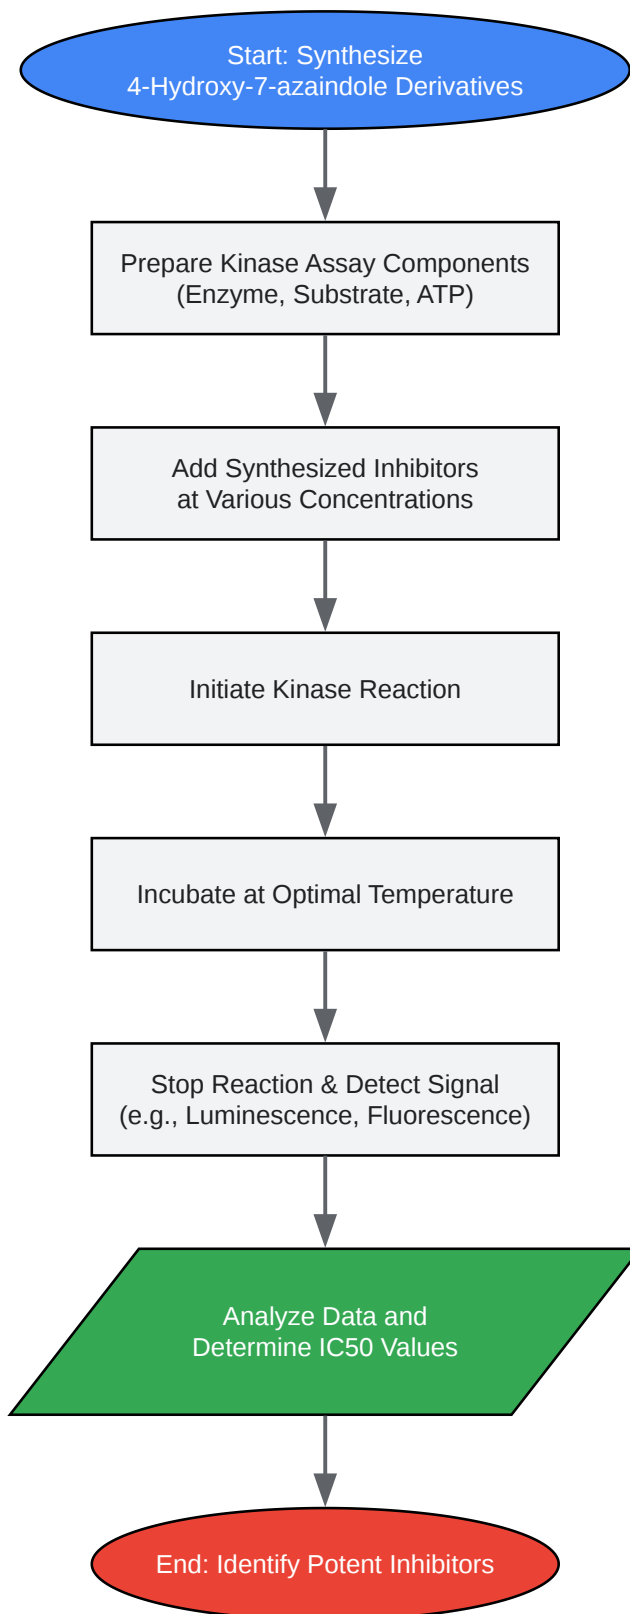 Start: Synthesize
4-Hydroxy-7-azaindole Derivatives
Prepare Kinase Assay Components
(Enzyme, Substrate, ATP)
Add Synthesized Inhibitors
at Various Concentrations
Initiate Kinase Reaction
Incubate at Optimal Temperature
Stop Reaction & Detect Signal
(e.g., Luminescence, Fluorescence)
Analyze Data and
Determine IC50 Values
End: Identify Potent Inhibitors